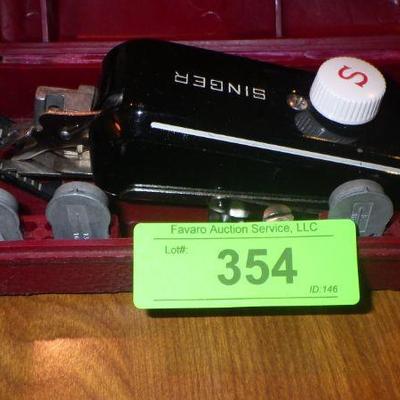 SINGER
S
Favaro Auction Service, LLC
Lot#:
354
ID:146